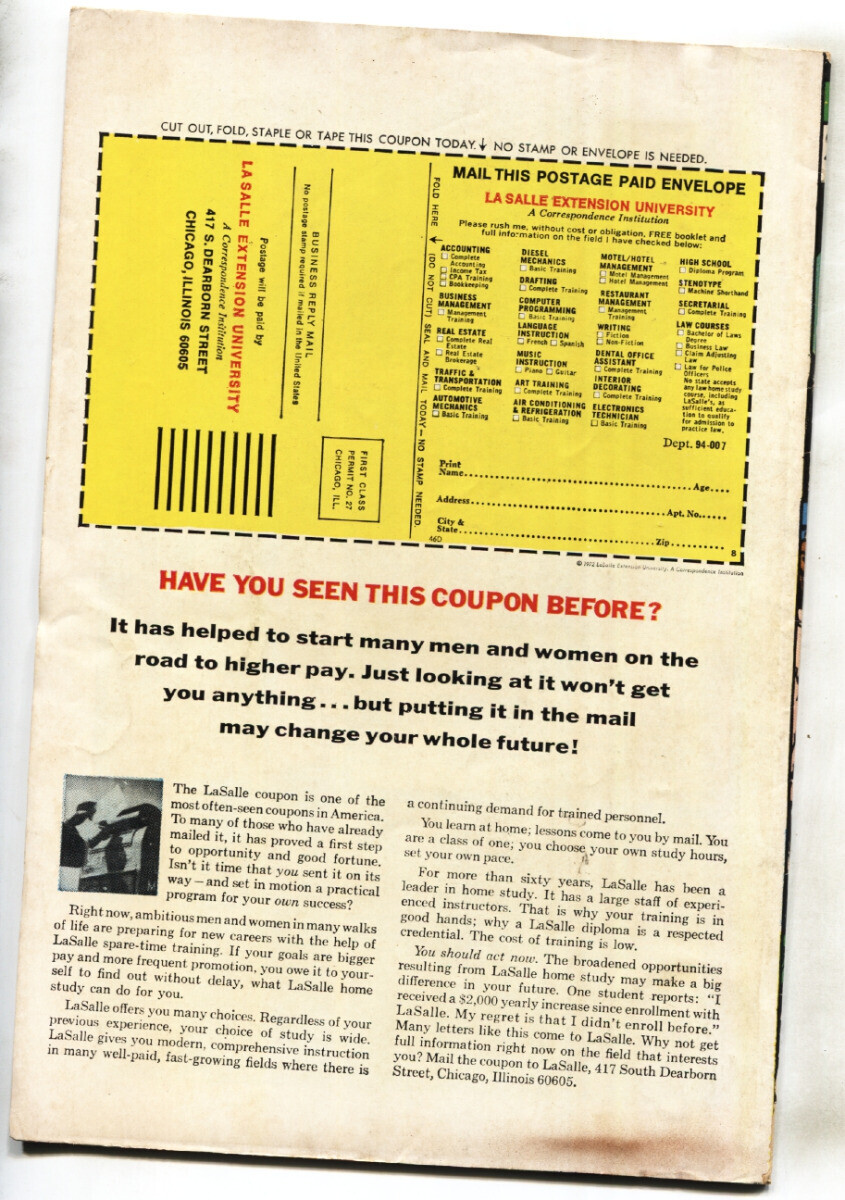 CUT OUT, FOLD, STAPLE OR TAPE THIS COUPON TODAY.↓ NO STAMP OR ENVELOPE IS NEEDED.
BUSINESS REPLY MAIL
No postage stamp required if mailed in the United States
Postage will be paid by
LA SALLE EXTENSION UNIVERSITY
A Correspondence Institution
417 S. DEARBORN STREET
CHICAGO, ILLINOIS 60605
FIRST CLASS
PERMIT NO. 27
CHICAGO, ILL.
FOLD HERE → (DO NOT CUT) SEAL AND MAIL TODAY—NO STAMP NEEDED.
MAIL THIS POSTAGE PAID ENVELOPE
LA SALLE EXTENSION UNIVERSITY
A Correspondence Institution
Please rush me, without cost or obligation, FREE booklet and
full information on the field I have checked below:
ACCOUNTING
Complete
Accounting
Income Tax
CPA Training
Bookkeeping
BUSINESS
MANAGEMENT
Management
Training
REAL ESTATE
Complete Real
Estate
Real Estate
Brokerage
TRAFFIC &
TRANSPORTATION
Complete Training
AUTOMOTIVE
MECHANICS
Basic Training
DIESEL
MECHANICS
Basic Training
DRAFTING
Complete Training
COMPUTER
PROGRAMMING
Basic Training
LANGUAGE
INSTRUCTION
French Spanish
MUSIC
INSTRUCTION
Piano Guitar
ART TRAINING
Complete Training
AIR CONDITIONING
& REFRIGERATION
Basic Training
MOTEL/HOTEL
MANAGEMENT
Motel Management
Hotel Management
RESTAURANT
MANAGEMENT
Management
Training
WRITING
Fiction
Non-Fiction
DENTAL OFFICE
ASSISTANT
Complete Training
INTERIOR
DECORATING
Complete Training
ELECTRONICS
TECHNICIAN
Basic Training
HIGH SCHOOL
Diploma Program
STENOTYPE
Machine Shorthand
SECRETARIAL
Complete Training
LAW COURSES
Bachelor of Laws
Degree
Business Law
Claim Adjusting
Law
Law for Police
Officers
No state accepts
any law home study
course, including
LaSalle's, as
sufficient educa-
tion to qualify
for admission to
practice law.
Dept. 94-007
Print
Name Age
Address Apt. No.
City &
State Zip
46D
8
© 1972 LaSalle Extension University. A Correspondence Institution
HAVE YOU SEEN THIS COUPON BEFORE?
It has helped to start many men and women on the
road to higher pay. Just looking at it won't get
you anything...but putting it in the mail
may change your whole future!
The LaSalle coupon is one of the
most often-seen coupons in America.
To many of those who have already
mailed it, it has proved a first step
to opportunity and good fortune.
Isn't it time that you sent it on its
way—and set in motion a practical
program for your own success?
Right now, ambitious men and women in many walks
of life are preparing for new careers with the help of
LaSalle spare-time training. If your goals are bigger
pay and more frequent promotion, you owe it to your-
self to find out without delay, what LaSalle home
study can do for you.
LaSalle offers you many choices. Regardless of your
previous experience, your choice of study is wide.
LaSalle gives you modern, comprehensive instruction
in many well-paid, fast-growing fields where there is
a continuing demand for trained personnel.
You learn at home; lessons come to you by mail. You
are a class of one; you choose your own study hours,
set your own pace.
For more than sixty years, LaSalle has been a
leader in home study. It has a large staff of experi-
enced instructors. That is why your training is in
good hands; why a LaSalle diploma is a respected
credential. The cost of training is low.
You should act now. The broadened opportunities
resulting from LaSalle home study may make a big
difference in your future. One student reports: "I
received a $2,000 yearly increase since enrollment with
LaSalle. My regret is that I didn't enroll before."
Many letters like this come to LaSalle. Why not get
full information right now on the field that interests
you? Mail the coupon to LaSalle, 417 South Dearborn
Street, Chicago, Illinois 60605.